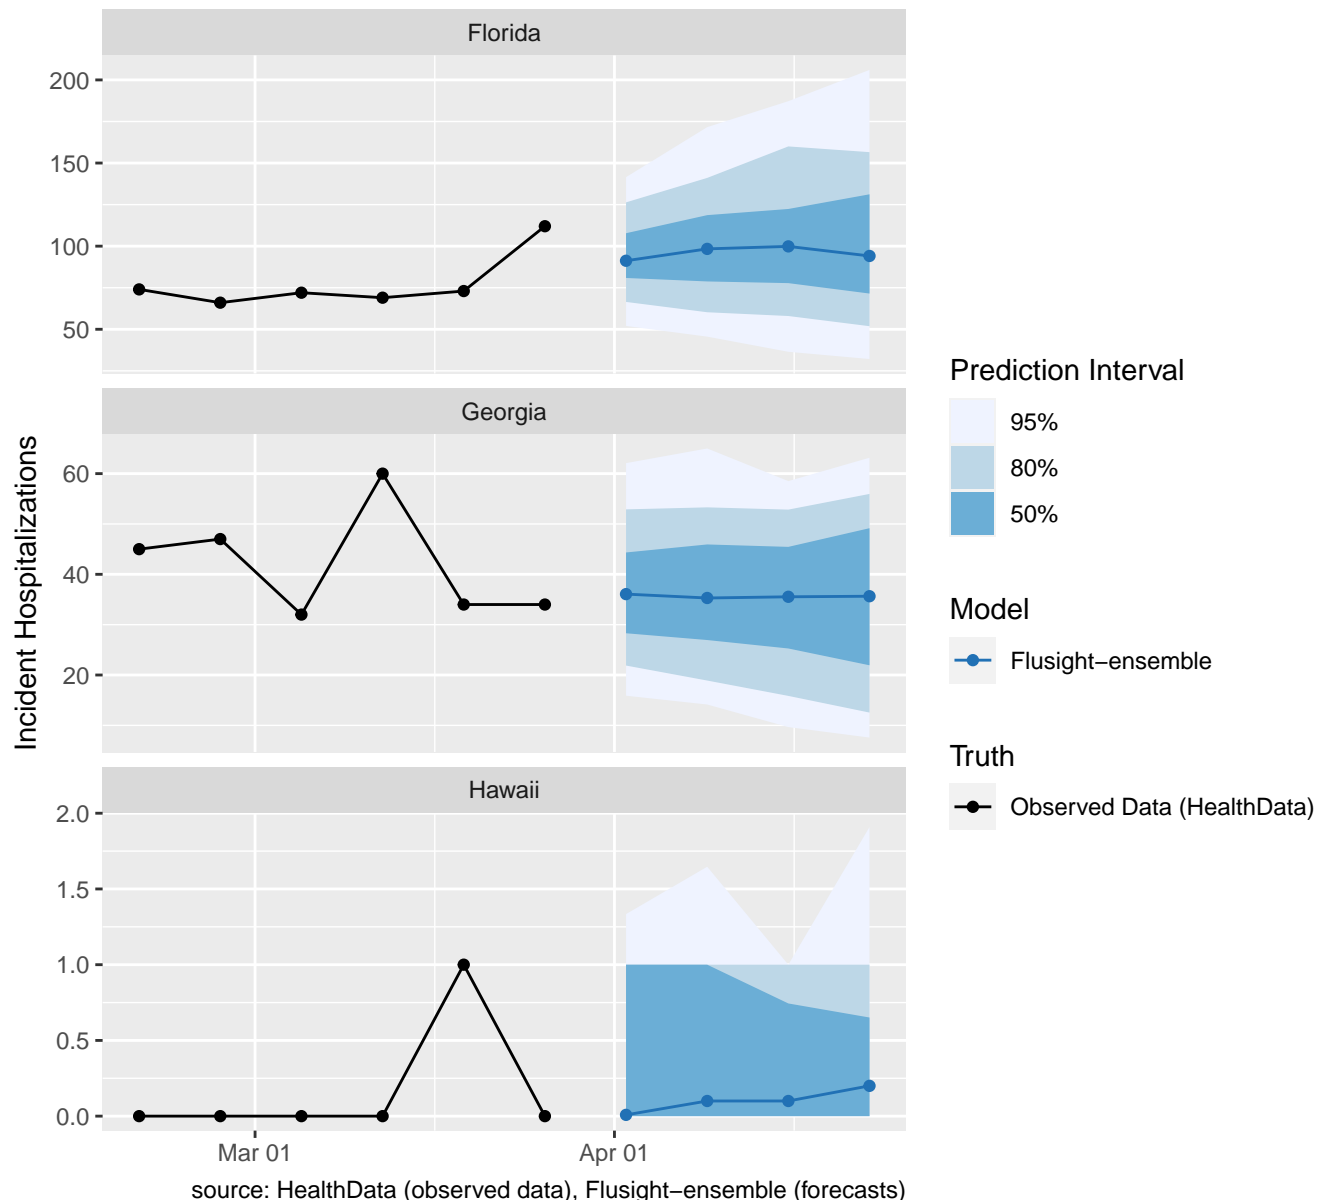 Florida
200
150
100
50
Georgia
60
40
20
Hawaii
2.0
1.5
1.0
0.5
0.0
Mar 01
Apr 01
Incident Hospitalizations
source: HealthData (observed data), Flusight−ensemble (forecasts)
Prediction Interval
95%
80%
50%
Model
Flusight−ensemble
Truth
Observed Data (HealthData)